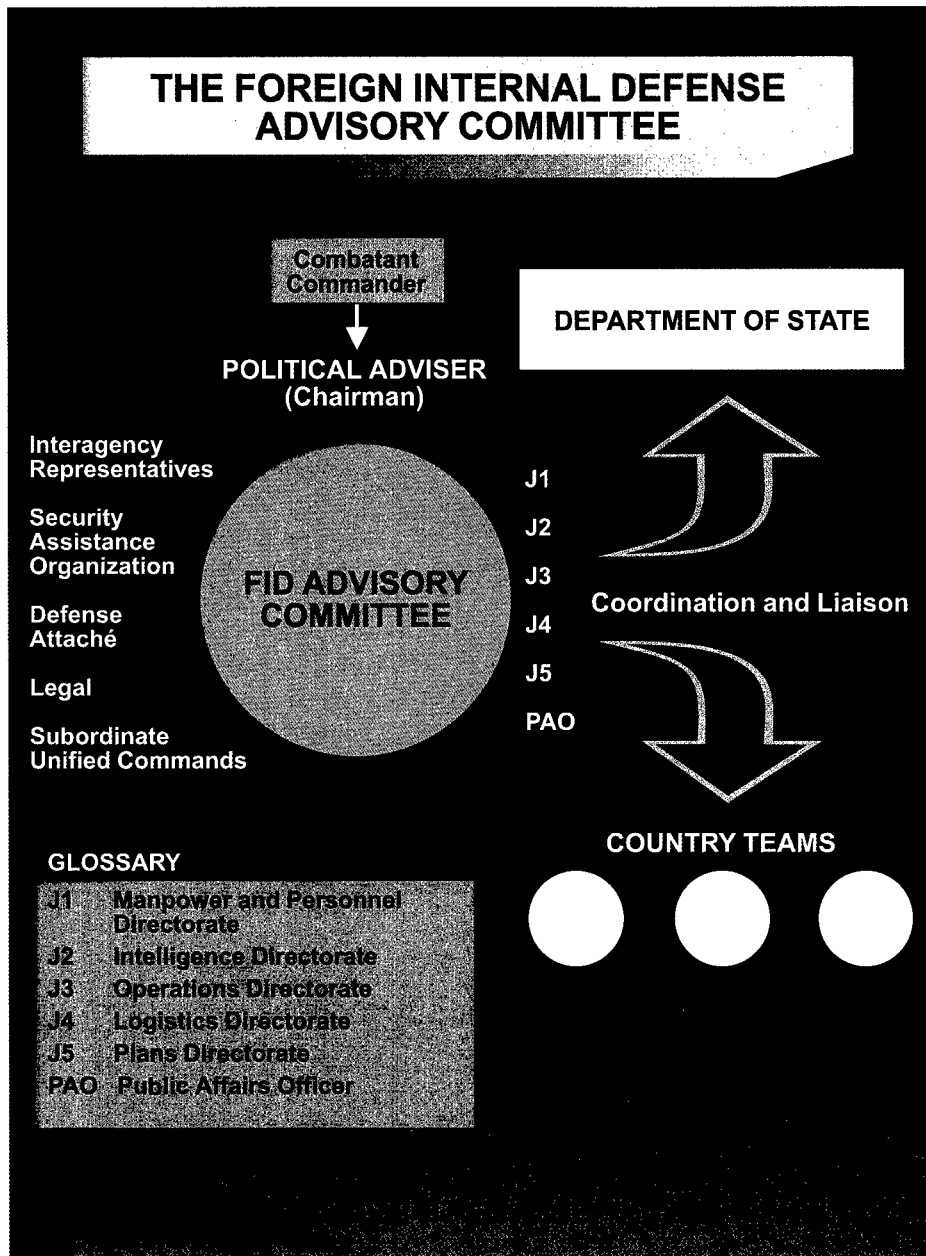 THE FOREIGN INTERNAL DEFENSE
ADVISORY COMMITTEE
Combatant
Commander
POLITICAL ADVISER
(Chairman)
DEPARTMENT OF STATE
Interagency
Representatives
Security
Assistance
Organization
Defense
Attaché
Legal
Subordinate
Unified Commands
FID ADVISORY
COMMITTEE
J1
J2
J3
J4
J5
PAO
Coordination and Liaison
COUNTRY TEAMS
GLOSSARY
J1 Manpower and Personnel
Directorate
J2 Intelligence Directorate
J3 Operations Directorate
J4 Logistics Directorate
J5 Plans Directorate
PAO Public Affairs Officer